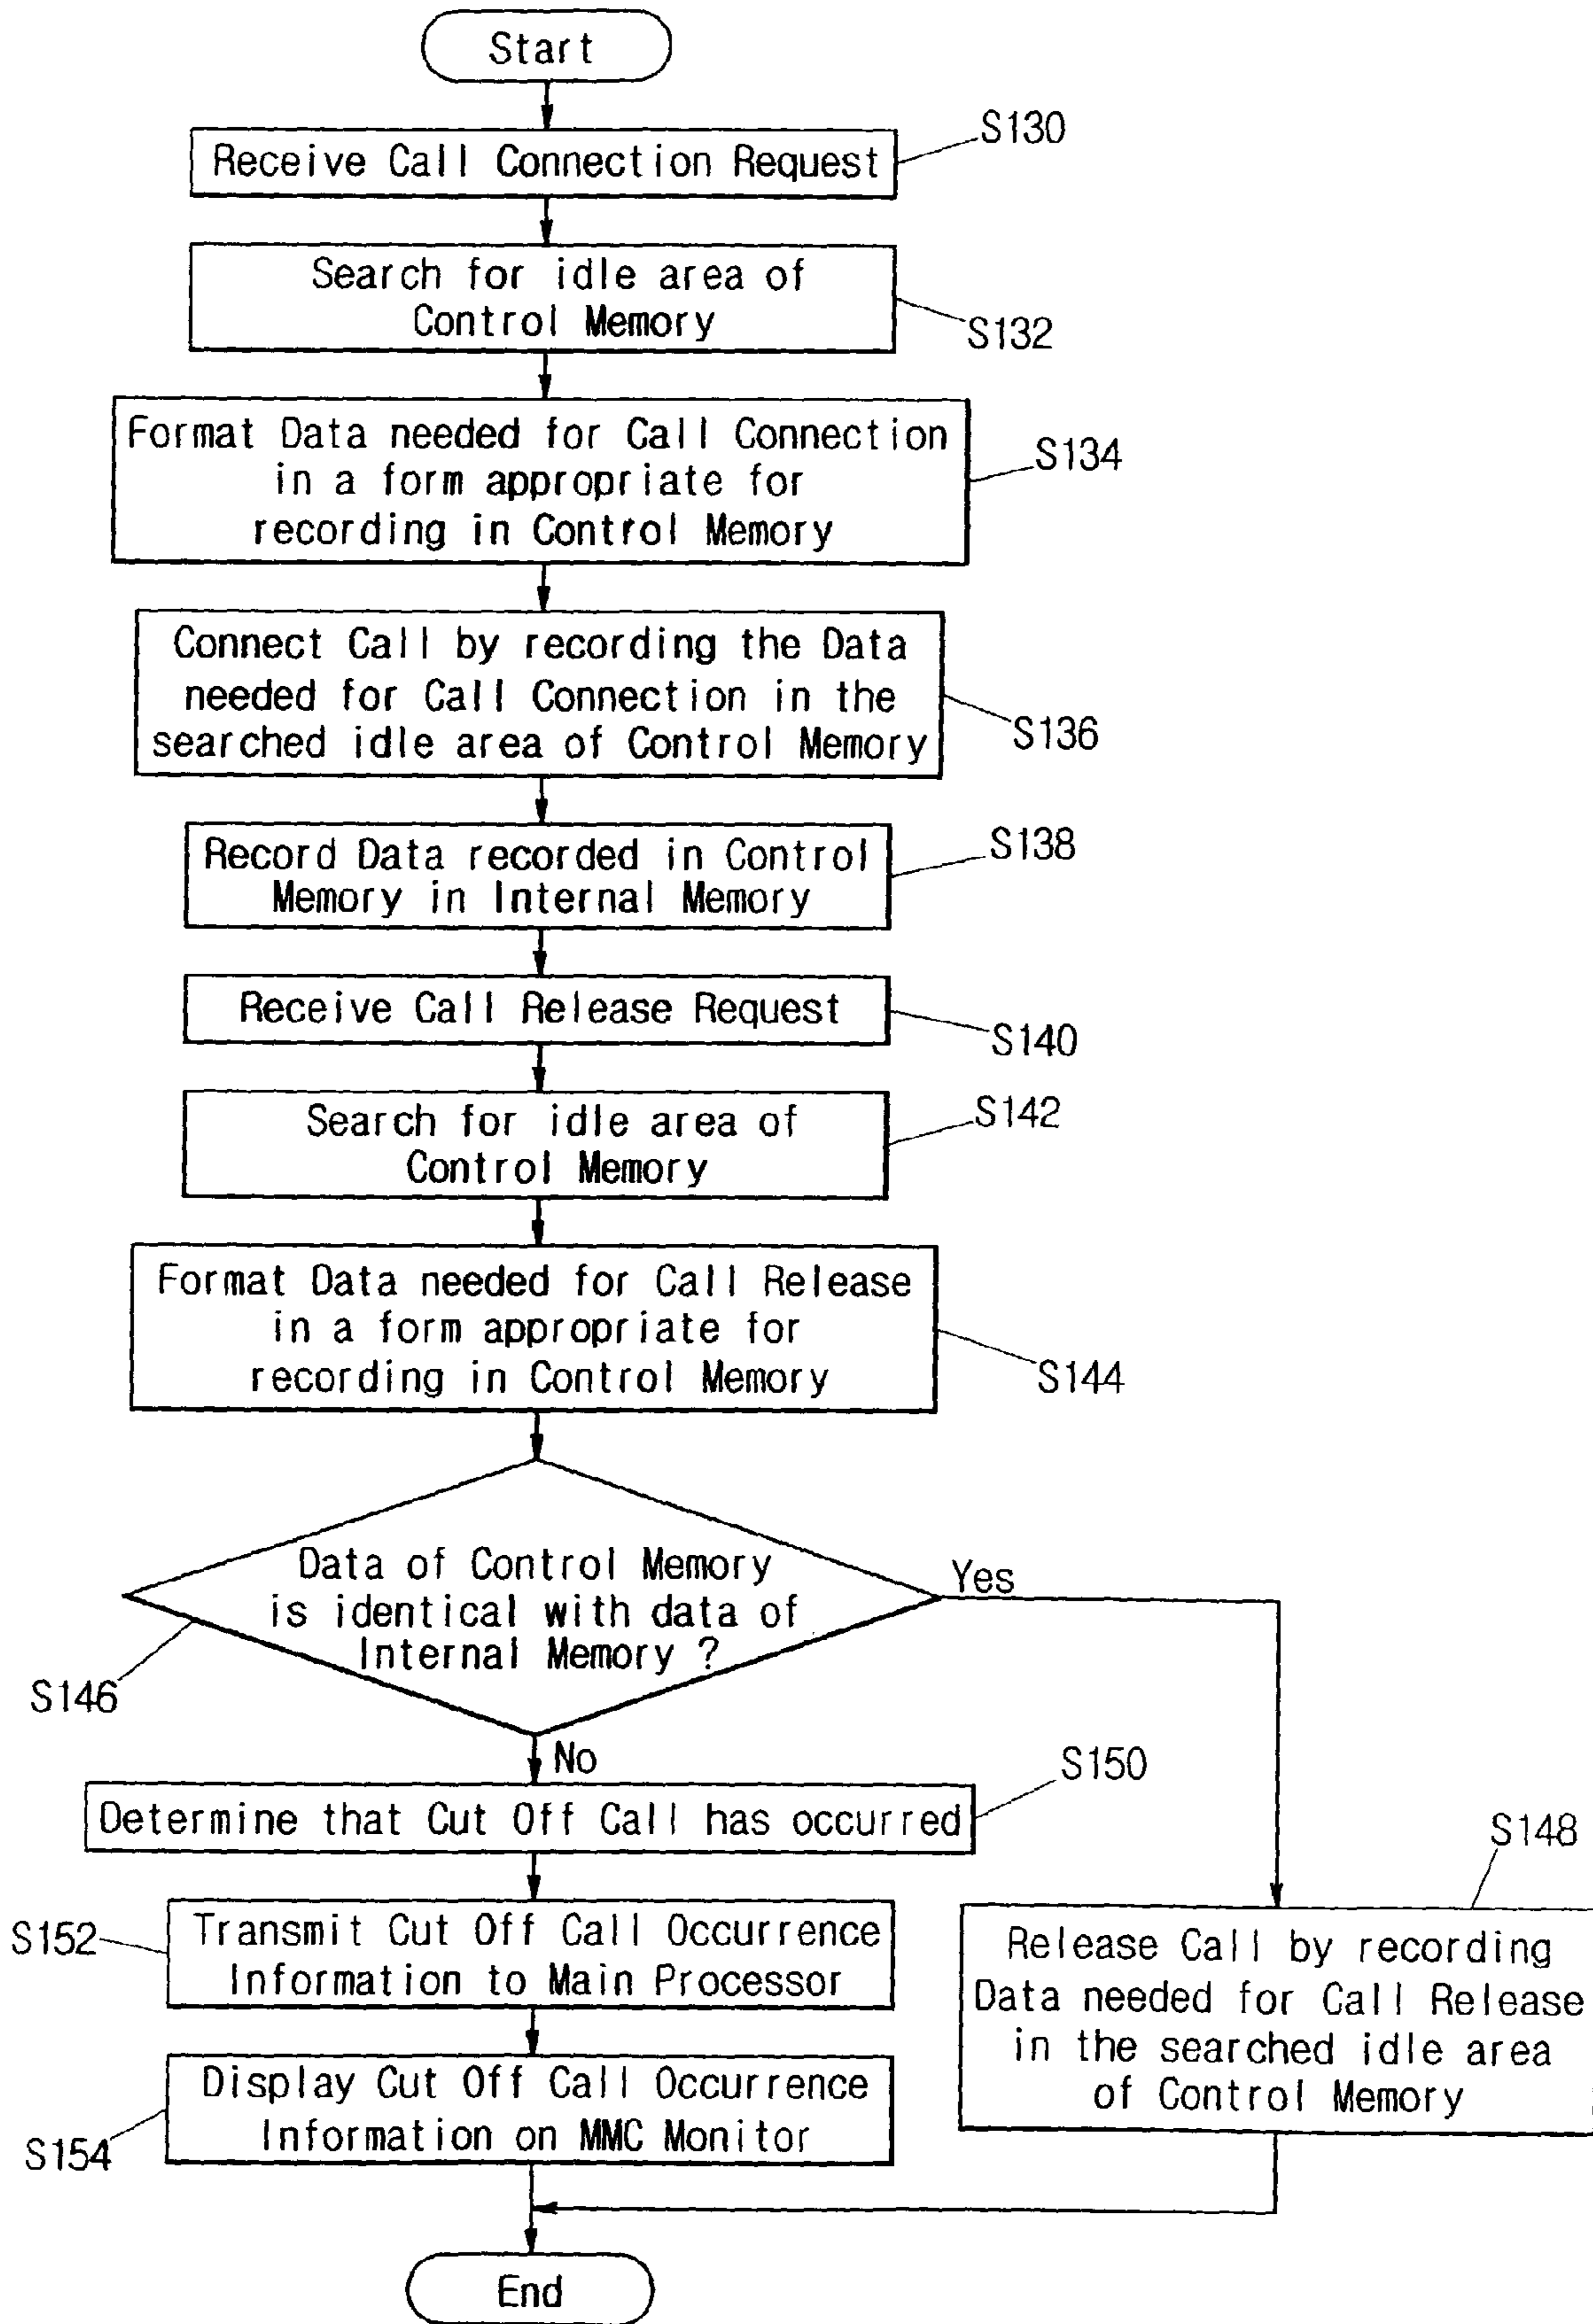 Start
Receive Call Connection Request
S130
Search for idle area of
Control Memory
S132
Format Data needed for Call Connection
in a form appropriate for
recording in Control Memory
S134
Connect Call by recording the Data
needed for Call Connection in the
searched idle area of Control Memory
S136
Record Data recorded in Control
Memory in Internal Memory
S138
Receive Call Release Request
S140
Search for idle area of
Control Memory
S142
Format Data needed for Call Release
in a form appropriate for
recording in Control Memory
S144
Data of Control Memory
is identical with data of
Internal Memory ?
S146
Yes
No
Determine that Cut Off Call has occurred
S150
S148
Release Call by recording
Data needed for Call Release
in the searched idle area
of Control Memory
S152
Transmit Cut Off Call Occurrence
Information to Main Processor
Display Cut Off Call Occurrence
Information on MMC Monitor
S154
End